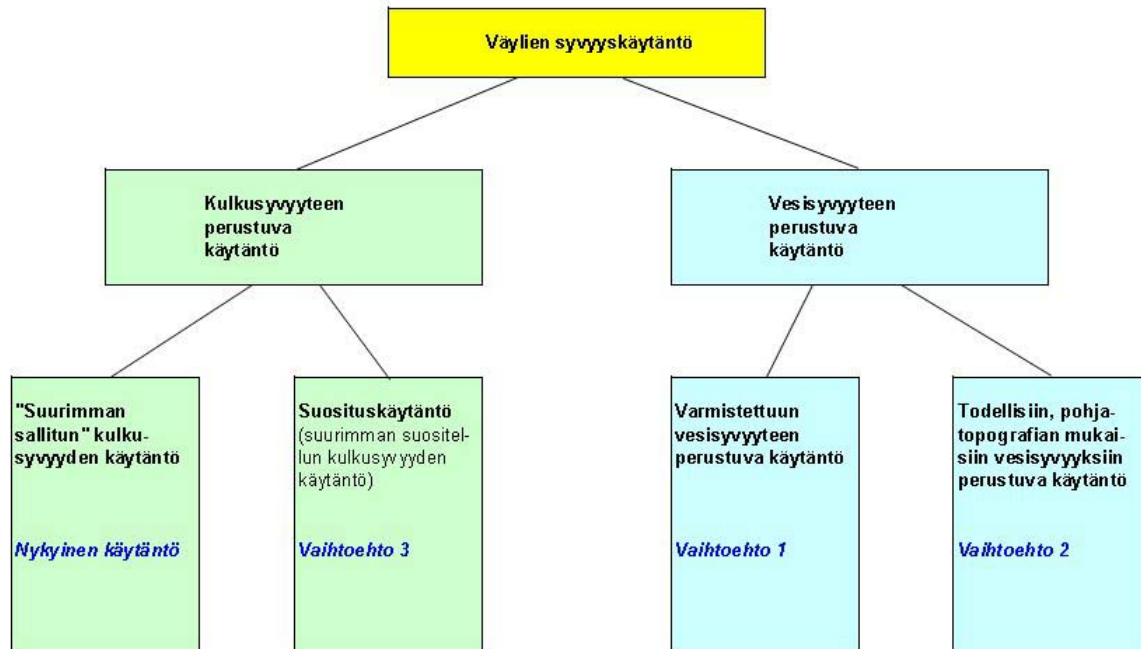 Väylien syvyyskäytäntö
Kulkusyvyyteen
perustuva
käytäntö
Vesisyvyyteen
perustuva
käytäntö
"Suurimman
sallitun" kulku-
syvyyden käytäntö
Nykyinen käytäntö
Suosituskäytäntö
(suurimman suositel-
lun kulkusyvyyden
käytäntö)
Vaihtoehto 3
Varmistettuun
vesisyvyyteen
perustuva käytäntö
Vaihtoehto 1
Todellisiin, pohja-
topografian mukai-
siin vesisyvyyksiin
perustuva käytäntö
Vaihtoehto 2